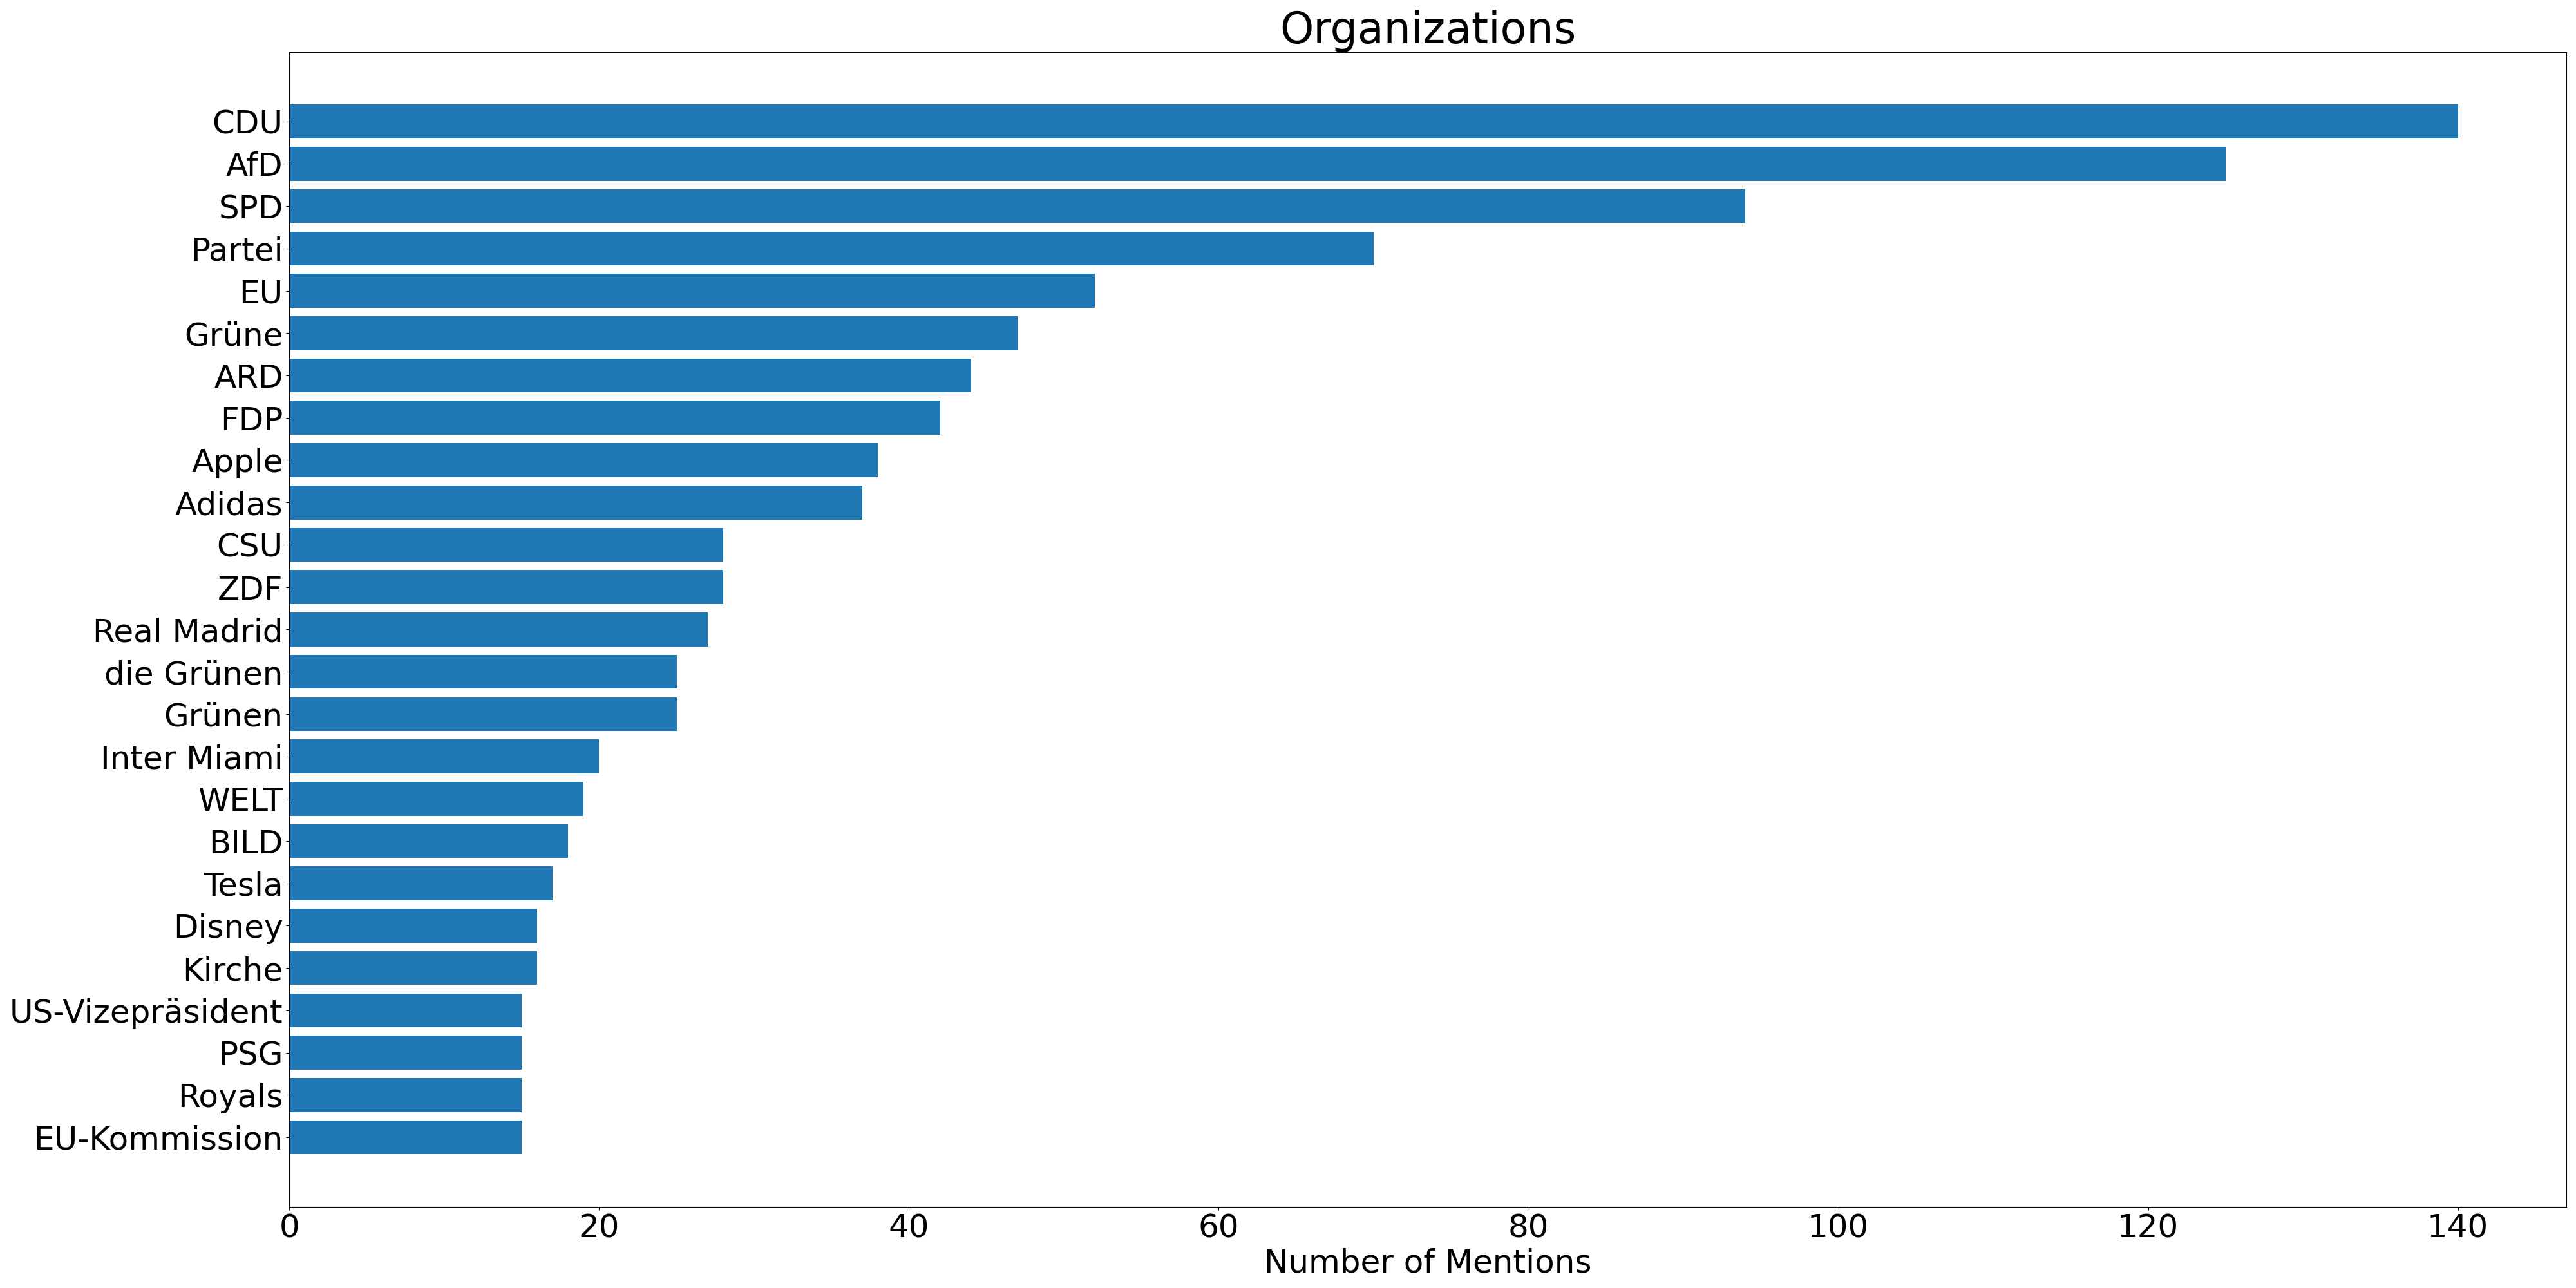 Organizations
CDU
AfD
SPD
Partei
EU
Grüne
ARD
FDP
Apple
Adidas
CSU
ZDF
Real Madrid
die Grünen
Grünen
Inter Miami
WELT
BILD
Tesla
Disney
Kirche
US-Vizepräsident
PSG
Royals
EU-Kommission
0 20 40 60 80 100 120 140
Number of Mentions